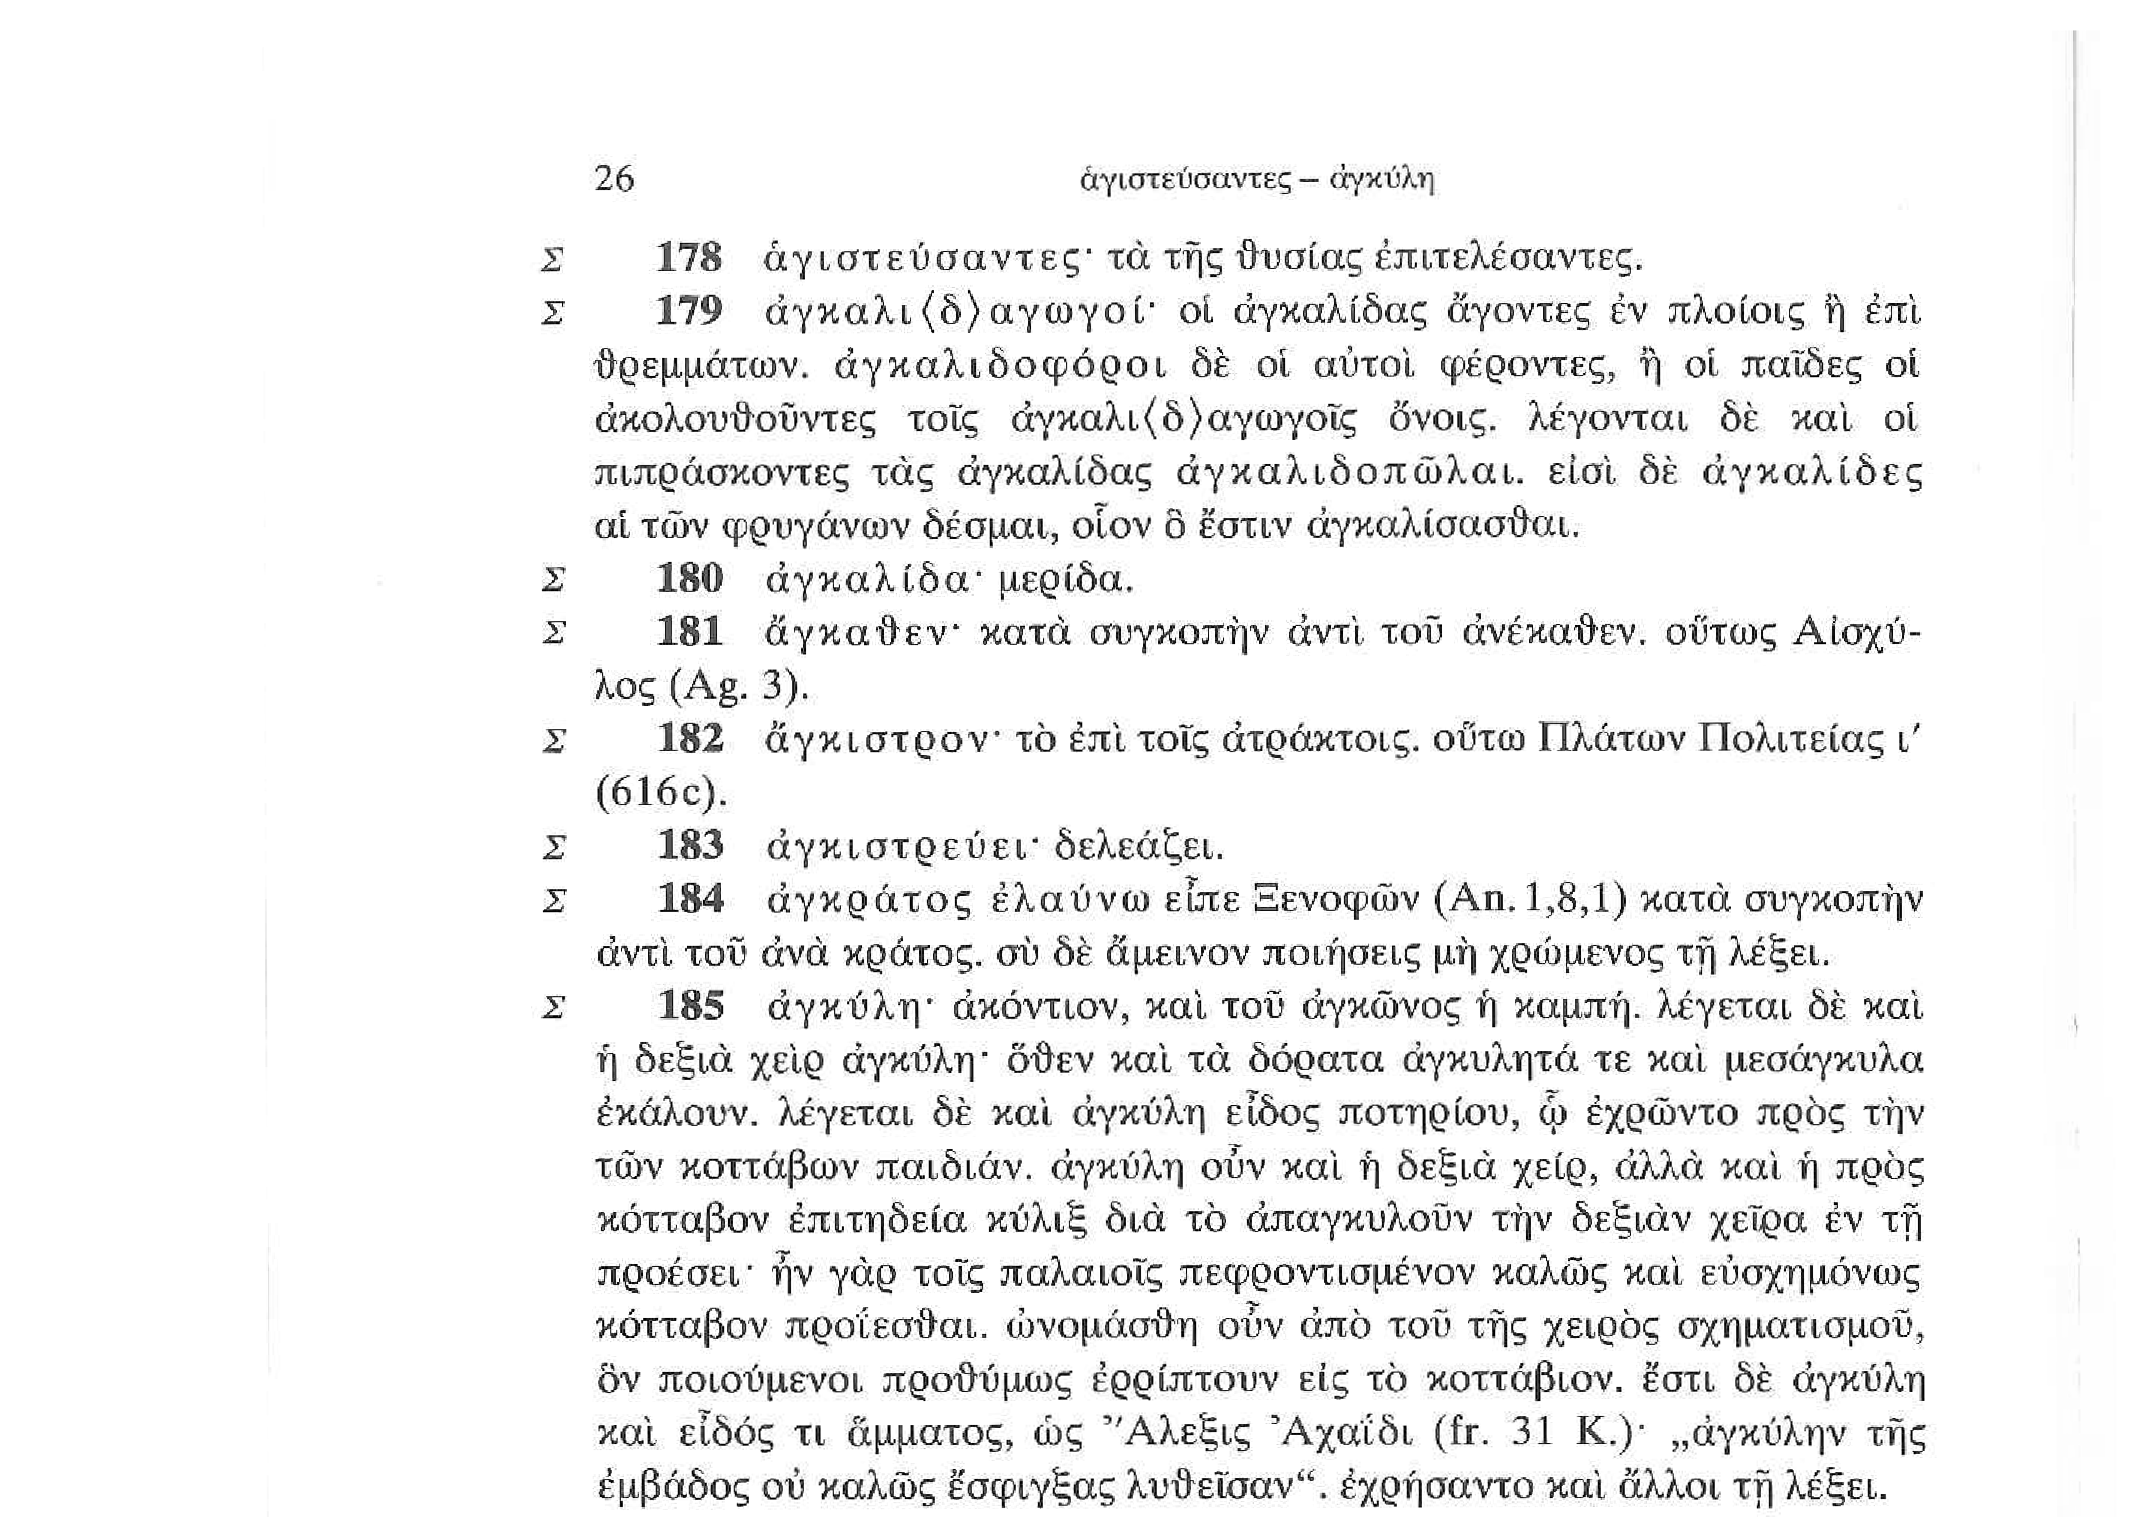 26 ἁγιστεύσαντες – ἀγκύλη
Σ 178 ἁγιστεύσαντες· τὰ τῆς θυσίας ἐπιτελέσαντες.
Σ 179 ἀγκαλι⟨δ⟩αγωγοί· οἱ ἀγκαλίδας ἄγοντες ἐν πλοίοις ἢ ἐπὶ
θρεμμάτων. ἀγκαλιδοφόροι δὲ οἱ αὐτοὶ φέροντες, ἢ οἱ παῖδες οἱ
ἀκολουθοῦντες τοῖς ἀγκαλι⟨δ⟩αγωγοῖς ὄνοις. λέγονται δὲ καὶ οἱ
πιπράσκοντες τὰς ἀγκαλίδας ἀγκαλιδοπῶλαι. εἰσὶ δὲ ἀγκαλίδες
αἱ τῶν φρυγάνων δέσμαι, οἷον ὃ ἔστιν ἀγκαλίσασθαι.
Σ 180 ἀγκαλίδα· μερίδα.
Σ 181 ἄγκαθεν· κατὰ συγκοπὴν ἀντὶ τοῦ ἀνέκαθεν. οὕτως Αἰσχύ-
λος (Ag. 3).
Σ 182 ἄγκιστρον· τὸ ἐπὶ τοῖς ἀτράκτοις. οὕτω Πλάτων Πολιτείας ι′
(616c).
Σ 183 ἀγκιστρεύει· δελεάζει.
Σ 184 ἀγκράτος ἐλαύνω εἶπε Ξενοφῶν (An. 1,8,1) κατὰ συγκοπὴν
ἀντὶ τοῦ ἀνὰ κράτος. σὺ δὲ ἄμεινον ποιήσεις μὴ χρώμενος τῇ λέξει.
Σ 185 ἀγκύλη· ἀκόντιον, καὶ τοῦ ἀγκῶνος ἡ καμπή. λέγεται δὲ καὶ
ἡ δεξιὰ χεὶρ ἀγκύλη· ὅθεν καὶ τὰ δόρατα ἀγκυλητά τε καὶ μεσάγκυλα
ἐκάλουν. λέγεται δὲ καὶ ἀγκύλη εἶδος ποτηρίου, ᾧ ἐχρῶντο πρὸς τὴν
τῶν κοττάβων παιδιάν. ἀγκύλη οὖν καὶ ἡ δεξιὰ χείρ, ἀλλὰ καὶ ἡ πρὸς
κότταβον ἐπιτηδεία κύλιξ διὰ τὸ ἀπαγκυλοῦν τὴν δεξιὰν χεῖρα ἐν τῇ
προέσει· ἦν γὰρ τοῖς παλαιοῖς πεφροντισμένον καλῶς καὶ εὐσχημόνως
κότταβον προΐεσθαι. ὠνομάσθη οὖν ἀπὸ τοῦ τῆς χειρὸς σχηματισμοῦ,
ὃν ποιούμενοι προθύμως ἐρρίπτουν εἰς τὸ κοττάβιον. ἔστι δὲ ἀγκύλη
καὶ εἶδός τι ἅμματος, ὡς Ἄλεξις Ἀχαΐδι (fr. 31 K.)· „ἀγκύλην τῆς
ἐμβάδος οὐ καλῶς ἔσφιγξας λυθεῖσαν“. ἐχρήσαντο καὶ ἄλλοι τῇ λέξει.